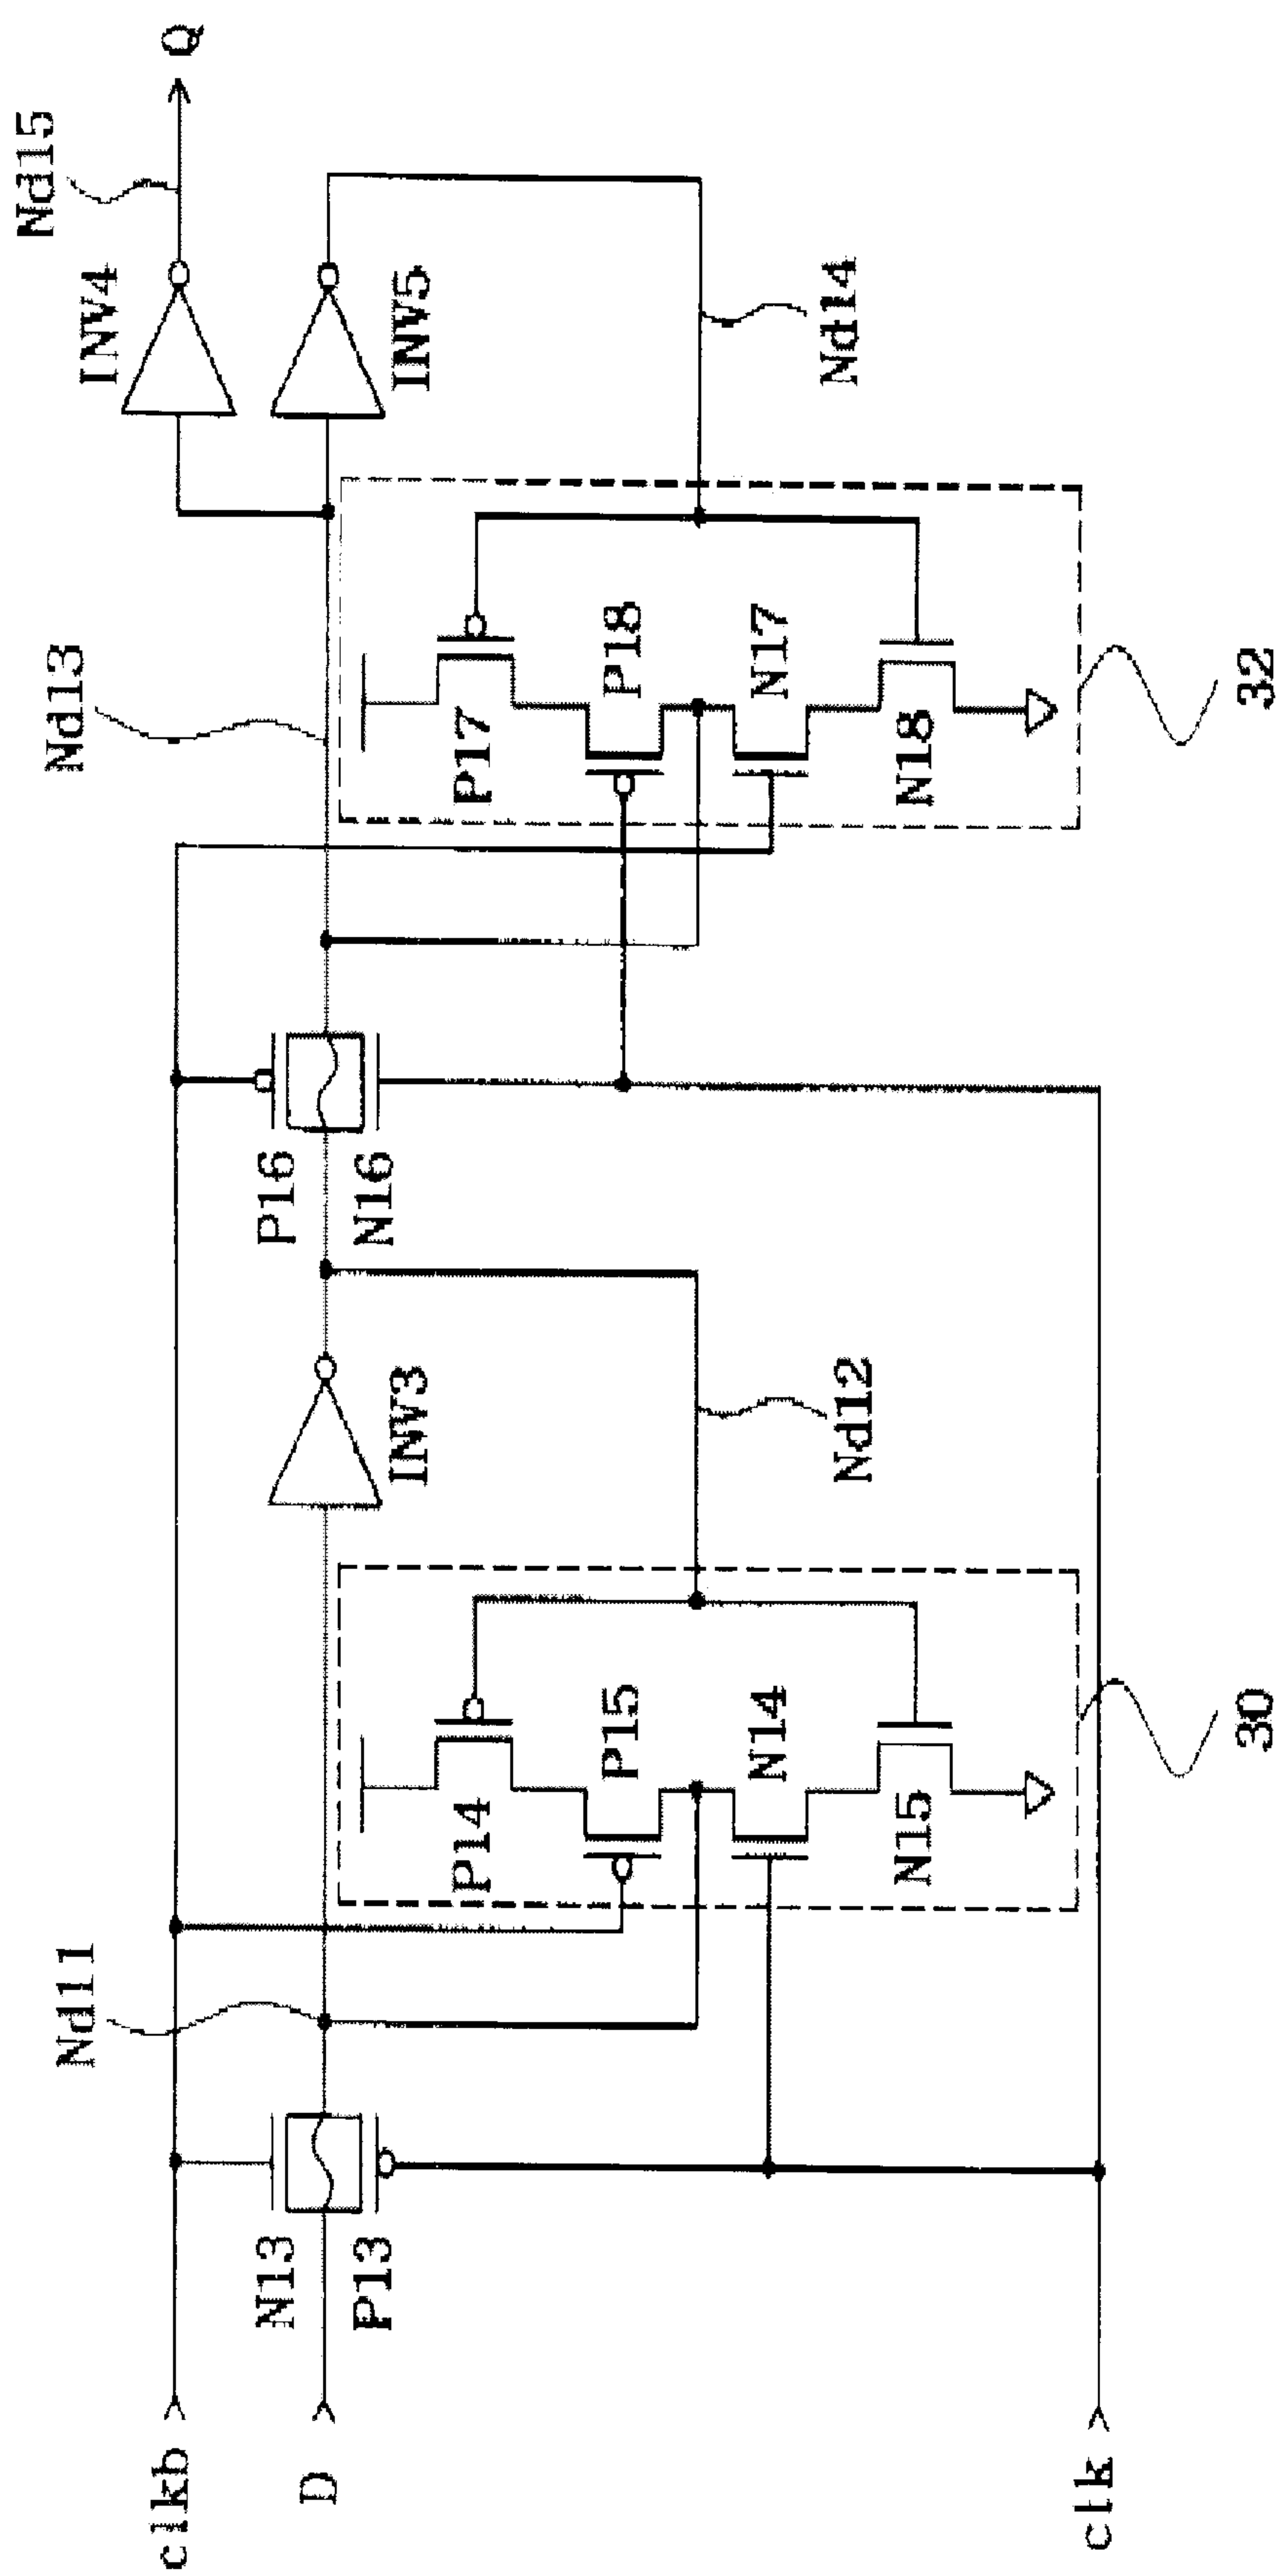 clkb
D
clk
N13
P13
Nd11
P14
P15
N14
N15
30
INV3
Nd12
P16
N16
Nd13
P17
P18
N17
N18
32
INV4
INV5
Nd14
Nd15
Q